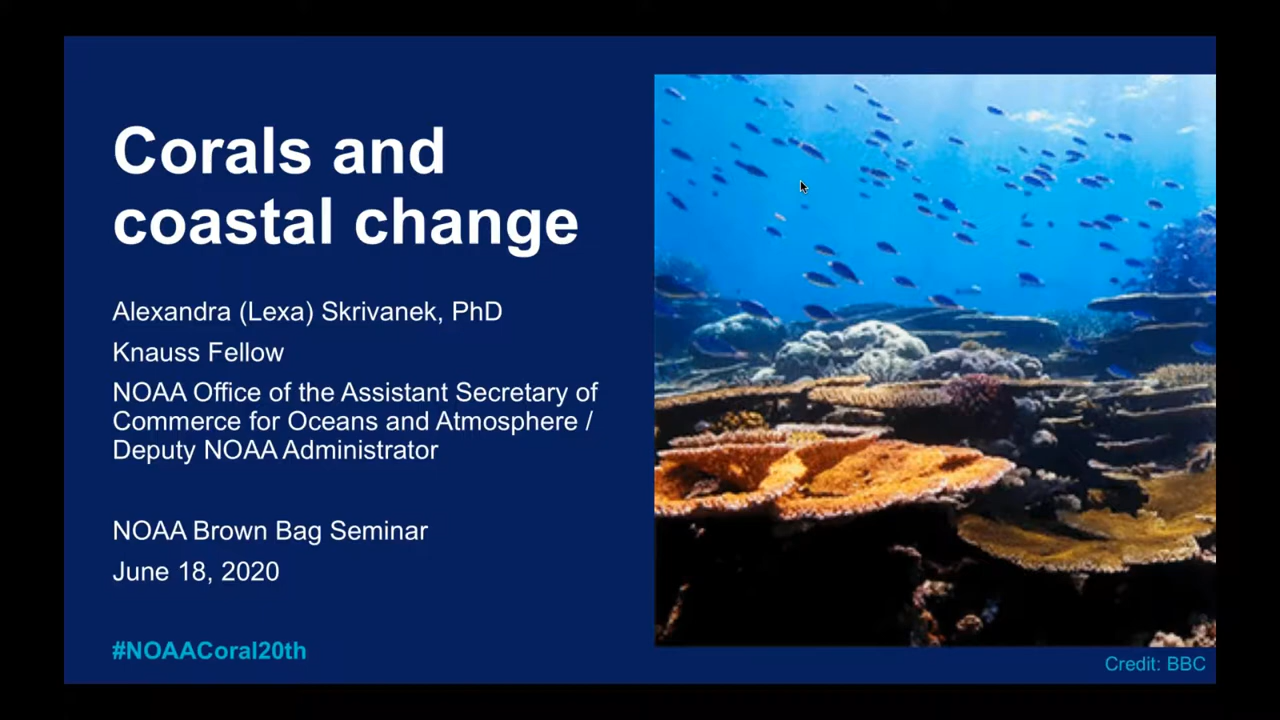 Corals and
coastal change
Alexandra (Lexa) Skrivanek, PhD
Knauss Fellow
NOAA Office of the Assistant Secretary of
Commerce for Oceans and Atmosphere /
Deputy NOAA Administrator
NOAA Brown Bag Seminar
June 18, 2020
#NOAACoral20th
Credit: BBC